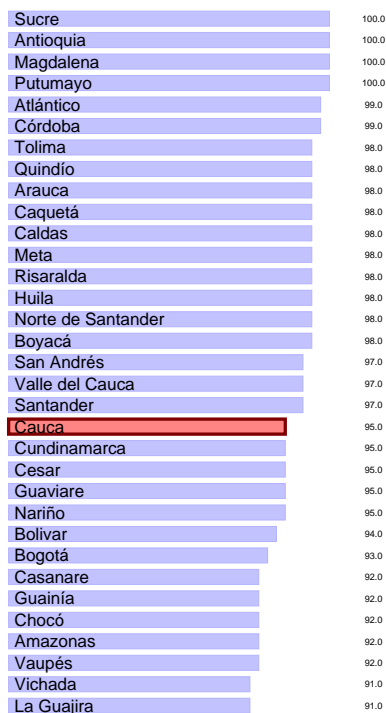 Sucre 100.0
Antioquia 100.0
Magdalena 100.0
Putumayo 100.0
Atlántico 99.0
Córdoba 99.0
Tolima 98.0
Quindío 98.0
Arauca 98.0
Caquetá 98.0
Caldas 98.0
Meta 98.0
Risaralda 98.0
Huila 98.0
Norte de Santander 98.0
Boyacá 98.0
San Andrés 97.0
Valle del Cauca 97.0
Santander 97.0
Cauca 95.0
Cundinamarca 95.0
Cesar 95.0
Guaviare 95.0
Nariño 95.0
Bolivar 94.0
Bogotá 93.0
Casanare 92.0
Guainía 92.0
Chocó 92.0
Amazonas 92.0
Vaupés 92.0
Vichada 91.0
La Guajira 91.0